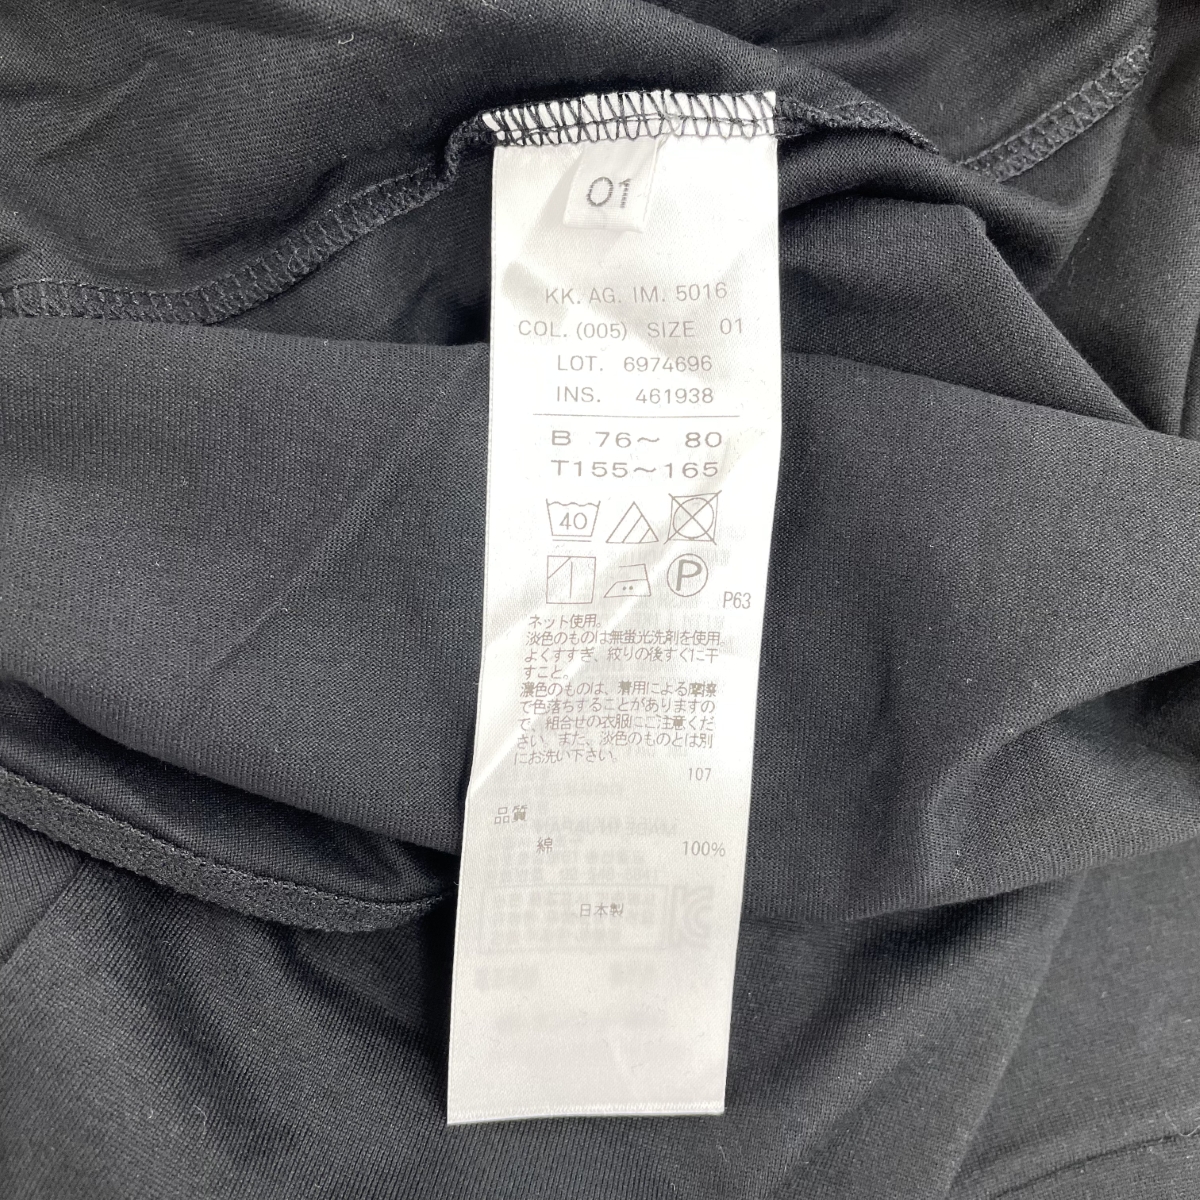 01
KK. AG. IM. 5016
COL. (005) SIZE 01
LOT. 6974696
INS. 461938
B 76～ 80
T155～165
40
P
P63
ネット使用。
淡色のものは無蛍光洗剤を使用。
よくすすぎ、絞りの後すぐに干
すこと。
濃色のものは、着用による摩擦
で色落ちすることがありますの
で、組合せの衣服にご注意くだ
さい。また、淡色のものとは別
にお洗い下さい。
107
品質
綿 100%
日本製